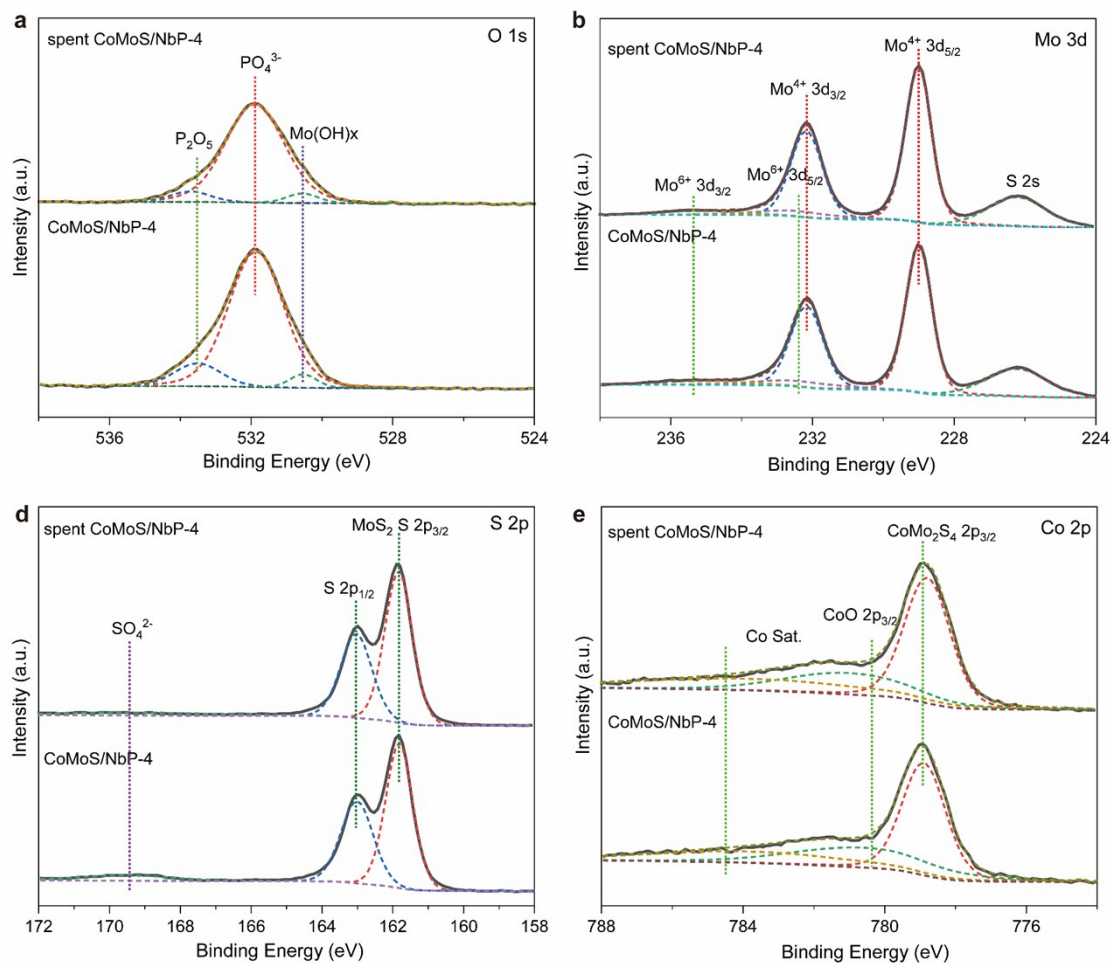 a
O 1s
spent CoMoS/NbP-4
PO₄³⁻
P₂O₅
Mo(OH)x
CoMoS/NbP-4
Intensity (a.u.)
536 532 528 524
Binding Energy (eV)
b
Mo 3d
spent CoMoS/NbP-4
Mo⁴⁺ 3d₅/₂
Mo⁴⁺ 3d₃/₂
Mo⁶⁺ 3d₅/₂
Mo⁶⁺ 3d₃/₂
S 2s
CoMoS/NbP-4
Intensity (a.u.)
236 232 228 224
Binding Energy (eV)
d
S 2p
spent CoMoS/NbP-4
MoS₂ S 2p₃/₂
S 2p₁/₂
SO₄²⁻
CoMoS/NbP-4
Intensity (a.u.)
172 170 168 166 164 162 160 158
Binding Energy (eV)
e
Co 2p
spent CoMoS/NbP-4
CoMo₂S₄ 2p₃/₂
CoO 2p₃/₂
Co Sat.
CoMoS/NbP-4
Intensity (a.u.)
788 784 780 776
Binding Energy (eV)